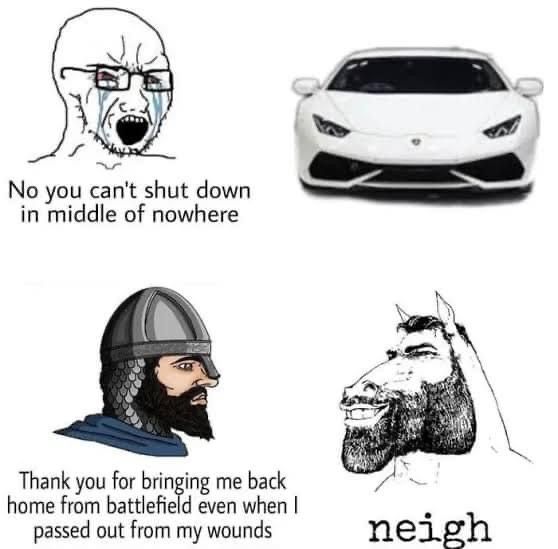 No you can't shut down
in middle of nowhere
Thank you for bringing me back
home from battlefield even when I
passed out from my wounds
neigh